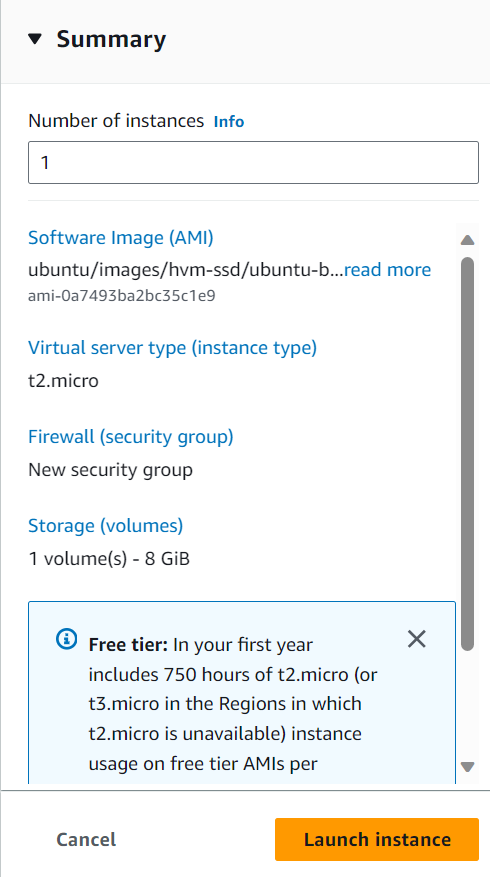 Summary
Number of instances Info
1
Software Image (AMI)
ubuntu/images/hvm-ssd/ubuntu-b...read more
ami-0a7493ba2bc35c1e9
Virtual server type (instance type)
t2.micro
Firewall (security group)
New security group
Storage (volumes)
1 volume(s) - 8 GiB
Free tier: In your first year
includes 750 hours of t2.micro (or
t3.micro in the Regions in which
t2.micro is unavailable) instance
usage on free tier AMIs per
Cancel
Launch instance